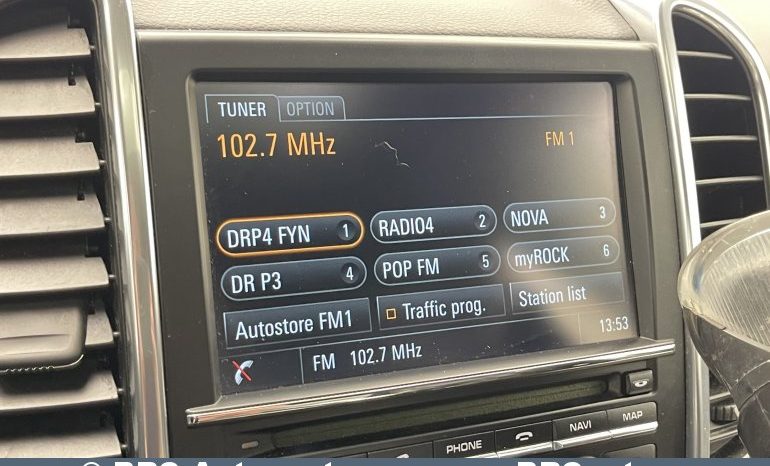 TUNER OPTION
102.7 MHz FM 1
DRP4 FYN 1 RADIO4 2 NOVA 3
DR P3 4 POP FM 5 myROCK 6
Autostore FM1 Traffic prog. Station list
FM 102.7 MHz 13:53
PHONE NAVI MAP